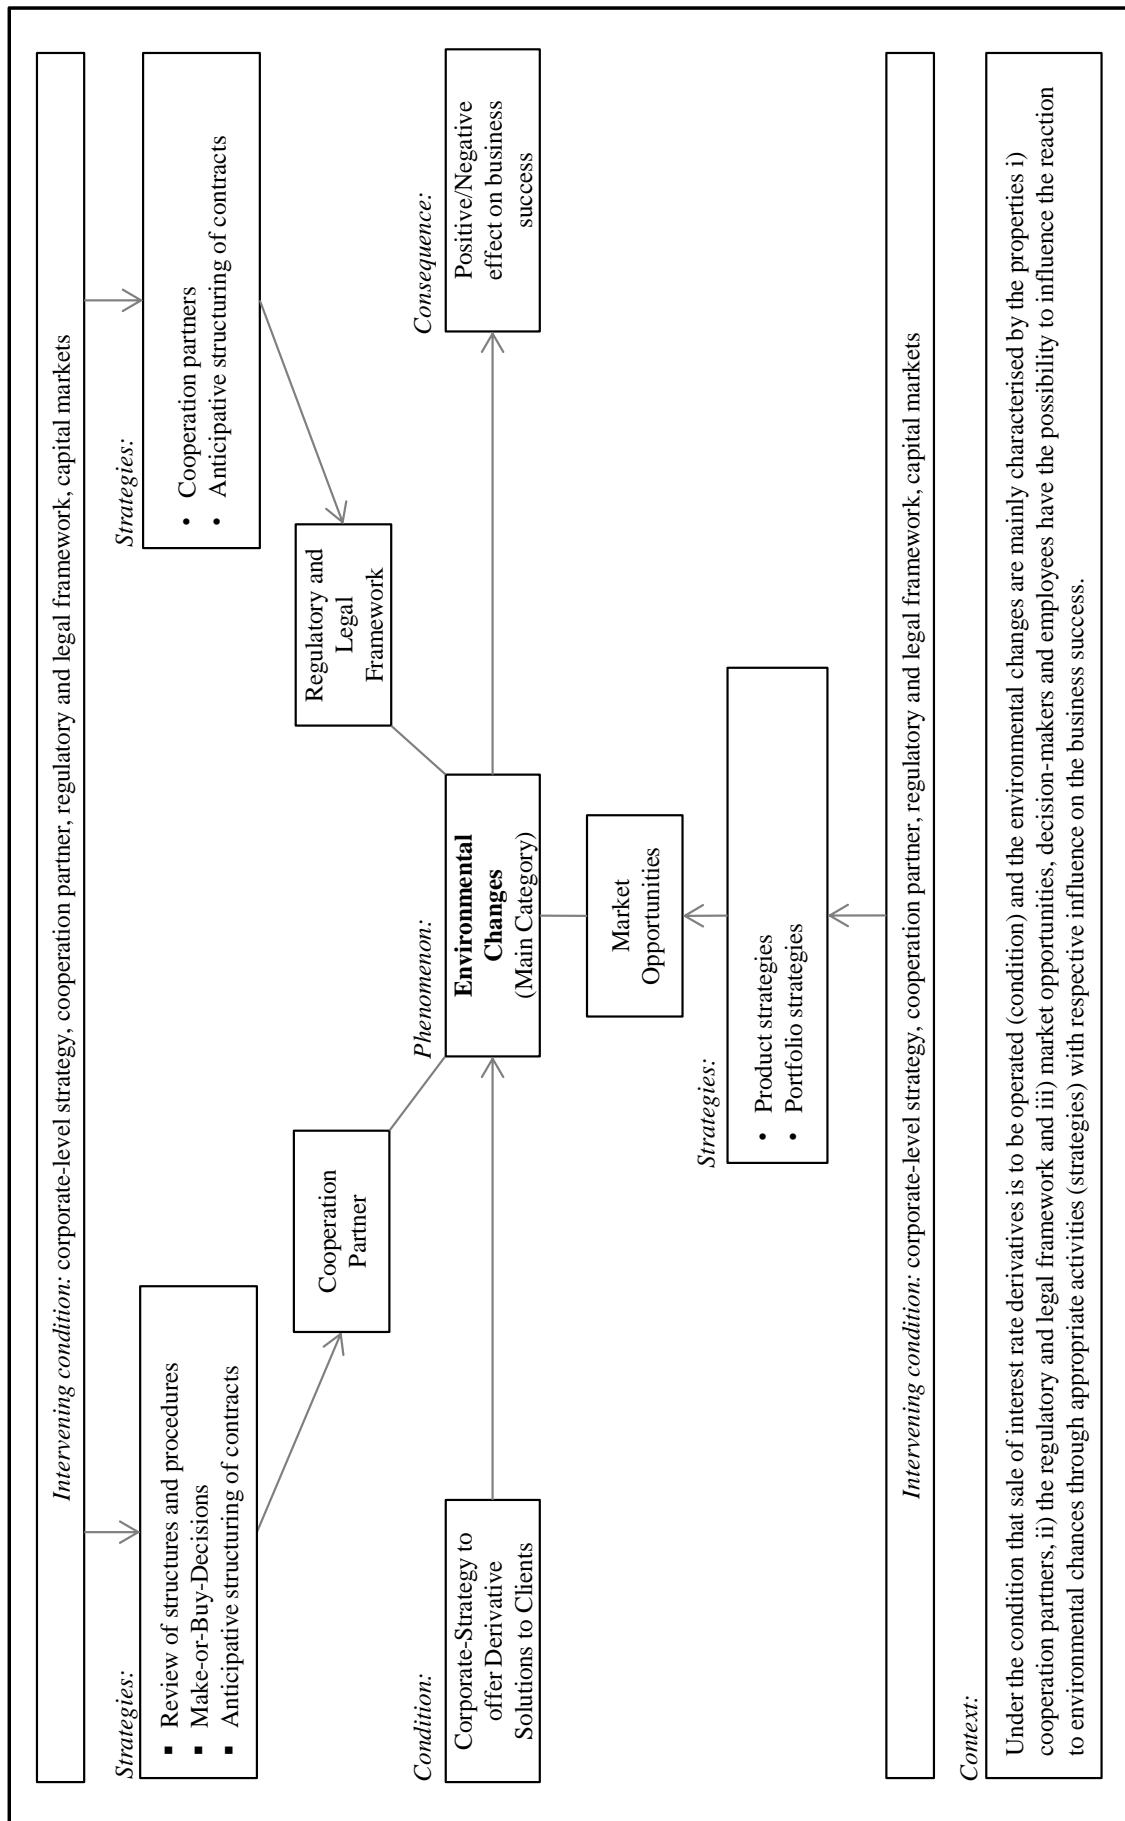 Intervening condition: corporate-level strategy, cooperation partner, regulatory and legal framework, capital markets
Strategies:
▪ Review of structures and procedures
▪ Make-or-Buy-Decisions
▪ Anticipative structuring of contracts
Strategies:
• Cooperation partners
• Anticipative structuring of contracts
Cooperation
Partner
Regulatory and
Legal
Framework
Condition:
Corporate-Strategy to
offer Derivative
Solutions to Clients
Phenomenon:
Environmental
Changes
(Main Category)
Consequence:
Positive/Negative
effect on business
success
Market
Opportunities
Strategies:
• Product strategies
• Portfolio strategies
Intervening condition: corporate-level strategy, cooperation partner, regulatory and legal framework, capital markets
Context:
Under the condition that sale of interest rate derivatives is to be operated (condition) and the environmental changes are mainly characterised by the properties i)
cooperation partners, ii) the regulatory and legal framework and iii) market opportunities, decision-makers and employees have the possibility to influence the reaction
to environmental chances through appropriate activities (strategies) with respective influence on the business success.